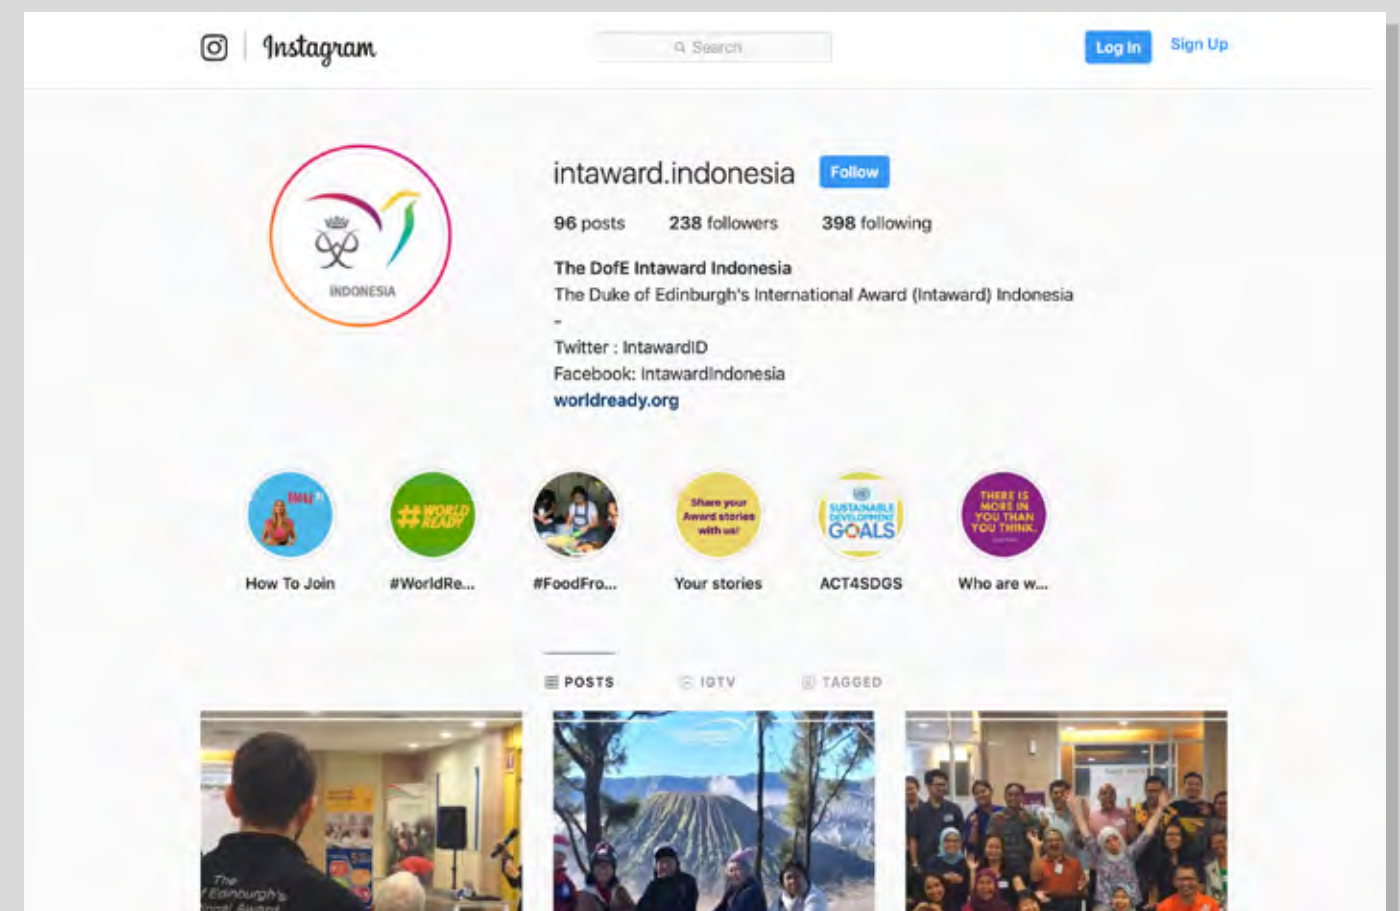 Instagram
Search
Log In
Sign Up
intaward.indonesia
Follow
96 posts 238 followers 398 following
The DofE Intaward Indonesia
The Duke of Edinburgh's International Award (Intaward) Indonesia
-
Twitter : IntawardID
Facebook: IntawardIndonesia
worldready.org
INDONESIA
#WORLD
READY
Share your
Award stories
with us!
SUSTAINABLE
DEVELOPMENT
GOALS
THERE IS
MORE IN
YOU THAN
YOU THINK.
How To Join
#WorldRe...
#FoodFro...
Your stories
ACT4SDGS
Who are w...
POSTS
IGTV
TAGGED
The
Edinburgh's
Award